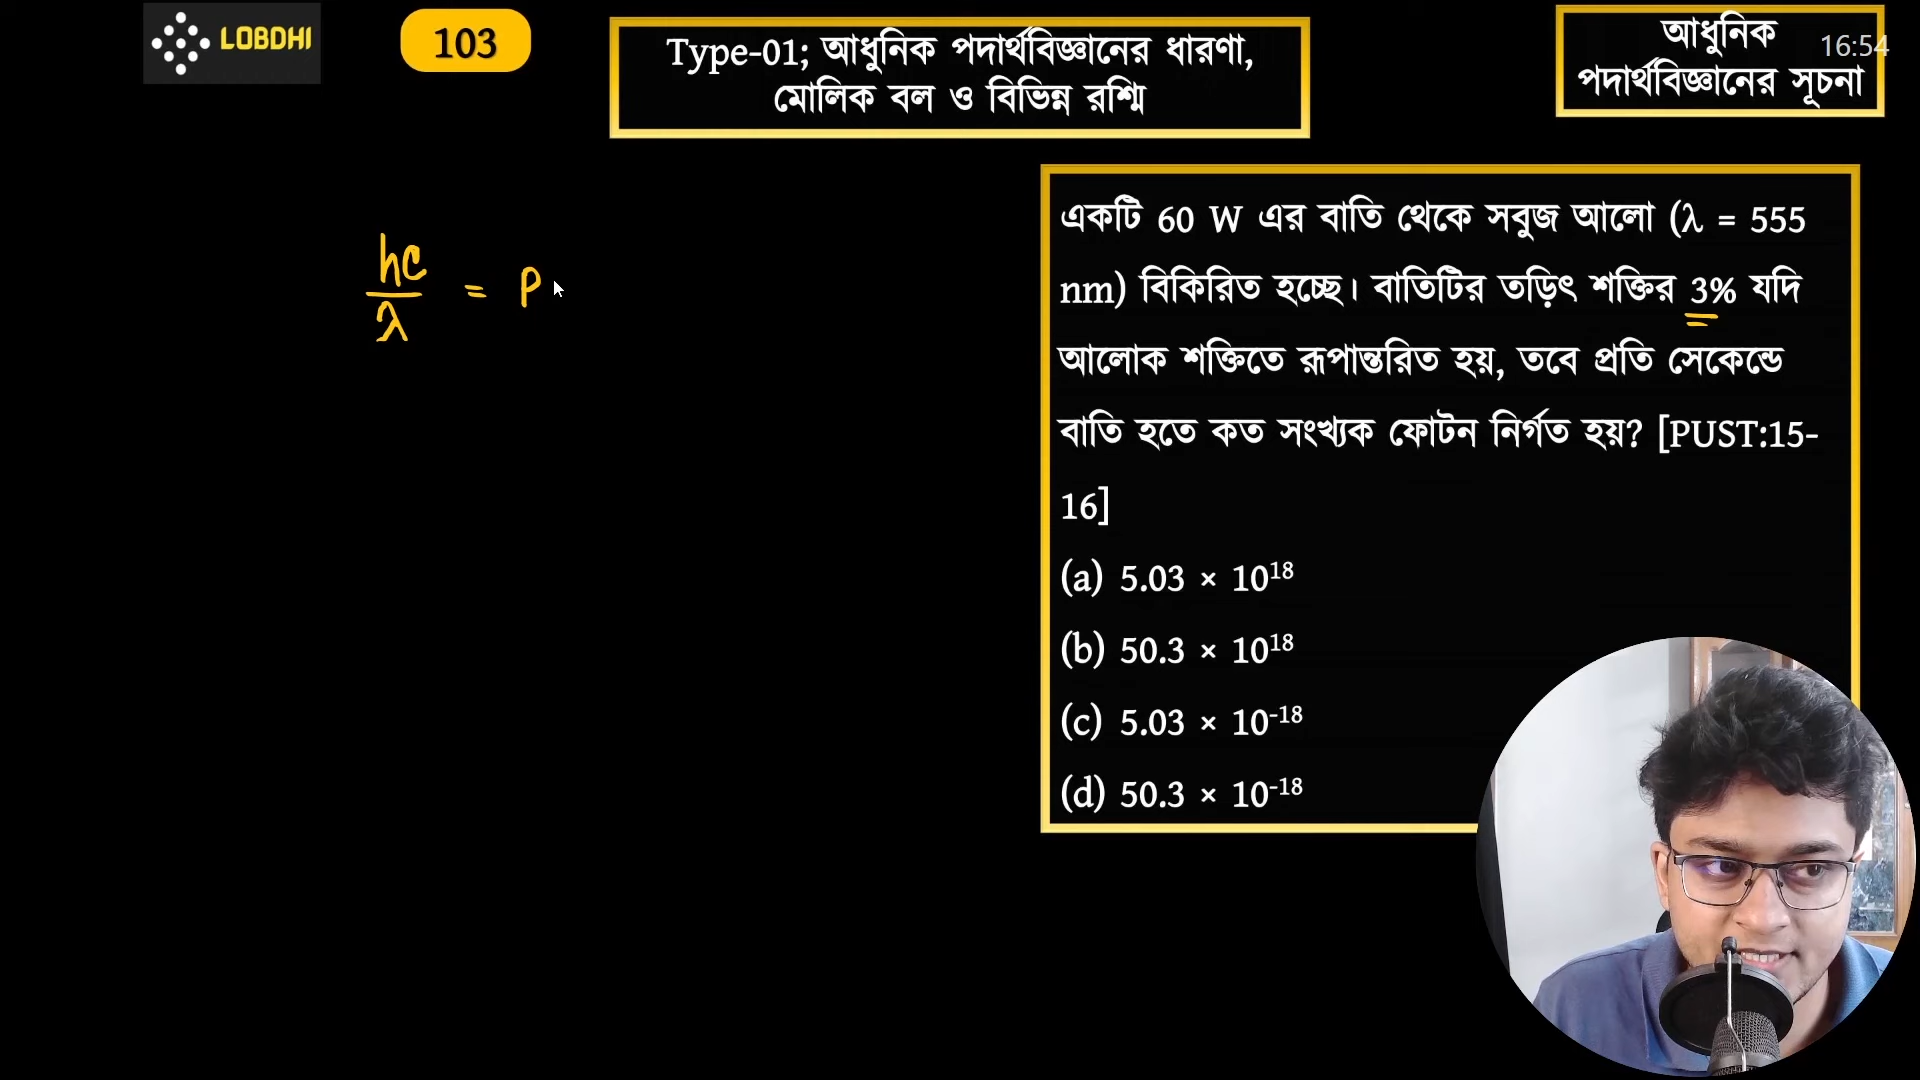 LOBDHI
103
Type-01; আধুনিক পদার্থবিজ্ঞানের ধারণা,
মোলিক বল ও বিভিন্ন রশ্মি
আধুনিক
পদার্থবিজ্ঞানের সূচনা
16:54
hc/λ = P
একটি 60 W এর বাতি থেকে সবুজ আলো (λ = 555
nm) বিকিরিত হচ্ছে। বাতিটির তড়িৎ শক্তির 3% যদি
আলোক শক্তিতে রূপান্তরিত হয়, তবে প্রতি সেকেন্ডে
বাতি হতে কত সংখ্যক ফোটন নির্গত হয়? [PUST:15-
16]
(a) 5.03 × 10¹⁸
(b) 50.3 × 10¹⁸
(c) 5.03 × 10⁻¹⁸
(d) 50.3 × 10⁻¹⁸